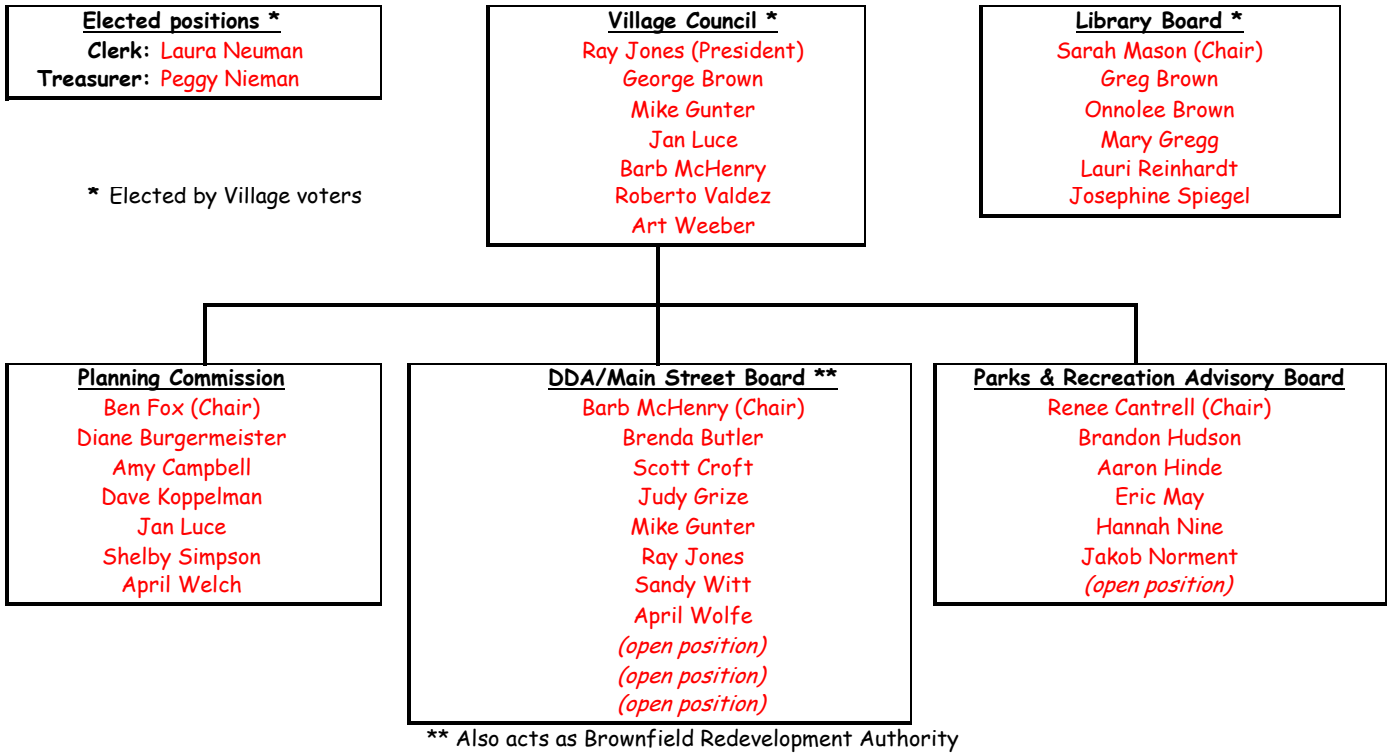 Elected positions *
Clerk: Laura Neuman
Treasurer: Peggy Nieman
* Elected by Village voters
Village Council *
Ray Jones (President)
George Brown
Mike Gunter
Jan Luce
Barb McHenry
Roberto Valdez
Art Weeber
Library Board *
Sarah Mason (Chair)
Greg Brown
Onnolee Brown
Mary Gregg
Lauri Reinhardt
Josephine Spiegel
Planning Commission
Ben Fox (Chair)
Diane Burgermeister
Amy Campbell
Dave Koppelman
Jan Luce
Shelby Simpson
April Welch
DDA/Main Street Board **
Barb McHenry (Chair)
Brenda Butler
Scott Croft
Judy Grize
Mike Gunter
Ray Jones
Sandy Witt
April Wolfe
(open position)
(open position)
(open position)
Parks & Recreation Advisory Board
Renee Cantrell (Chair)
Brandon Hudson
Aaron Hinde
Eric May
Hannah Nine
Jakob Norment
(open position)
** Also acts as Brownfield Redevelopment Authority